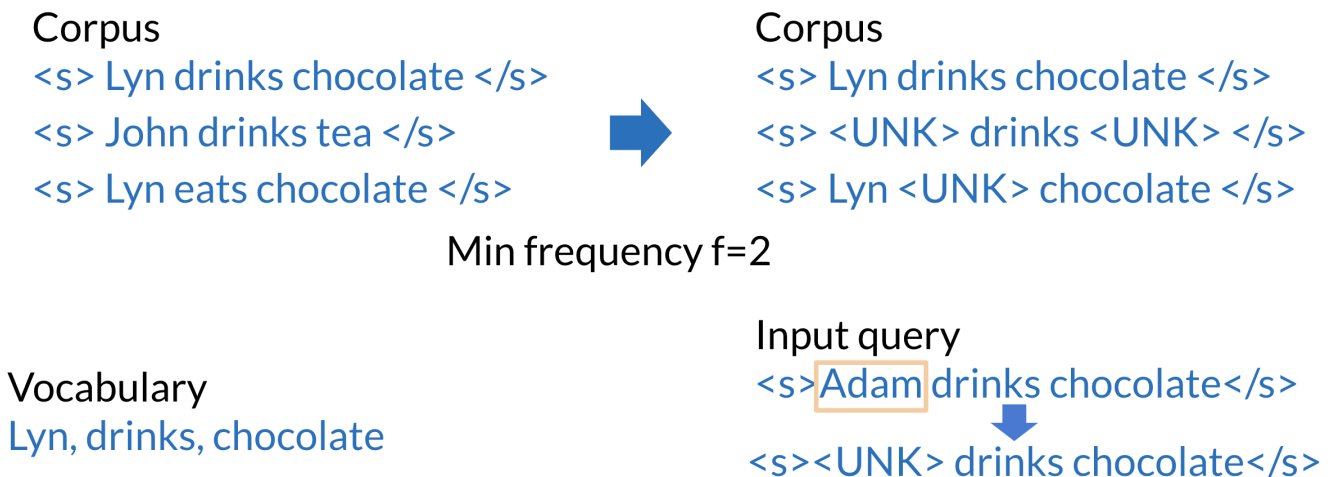 Corpus
<s> Lyn drinks chocolate </s>
<s> John drinks tea </s>
<s> Lyn eats chocolate </s>
Corpus
<s> Lyn drinks chocolate </s>
<s> <UNK> drinks <UNK> </s>
<s> Lyn <UNK> chocolate </s>
Min frequency f=2
Vocabulary
Lyn, drinks, chocolate
Input query
<s>Adam drinks chocolate</s>
<s><UNK> drinks chocolate</s>